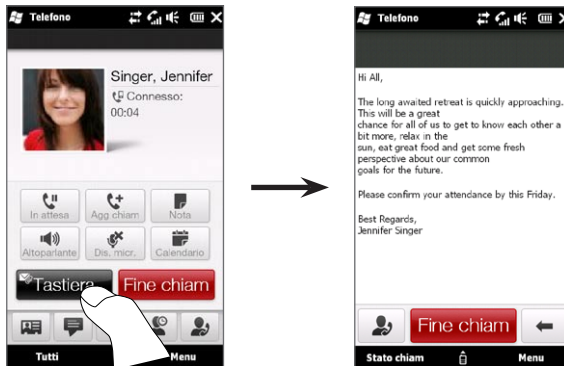 Telefono
Singer, Jennifer
Connesso:
00:04
In attesa
Agg chiam
Nota
Altoparlante
Dis. micr.
Calendario
Tastiera
Fine chiam
Tutti
Menu
Telefono
Hi All,
The long awaited retreat is quickly approaching.
This will be a great
chance for all of us to get to know each other a
bit more, relax in the
sun, eat great food and get some fresh
perspective about our common
goals for the future.
Please confirm your attendance by this Friday.
Best Regards,
Jennifer Singer
Fine chiam
Stato chiam
Menu